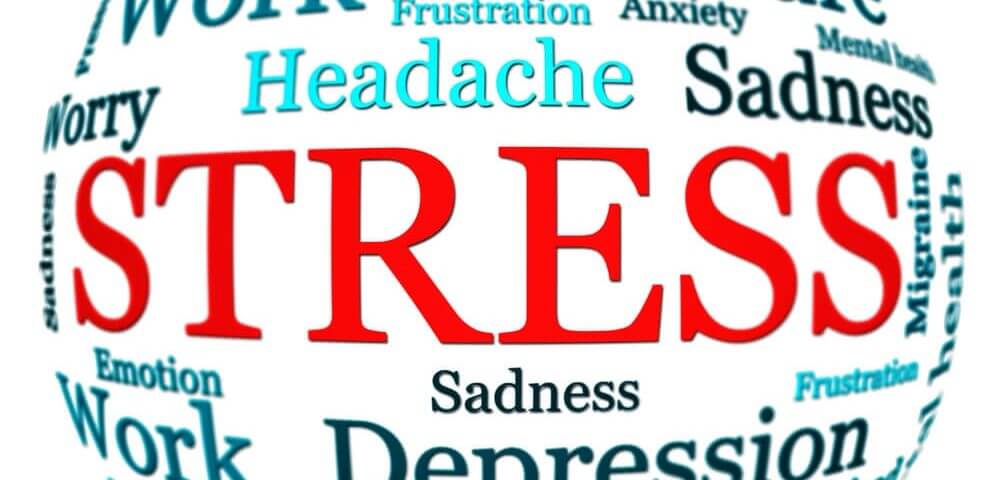 Work
Frustration
Anxiety
Mental health
Headache
Sadness
Worry
STRESS
Sadness
Migraine
health
Emotion
Sadness
Frustration
Work
Depression